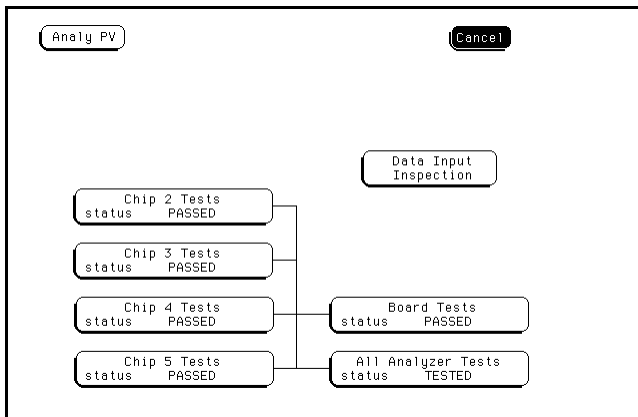 Analy PV
Cancel
Data Input
Inspection
Chip 2 Tests
status PASSED
Chip 3 Tests
status PASSED
Chip 4 Tests
status PASSED
Board Tests
status PASSED
Chip 5 Tests
status PASSED
All Analyzer Tests
status TESTED